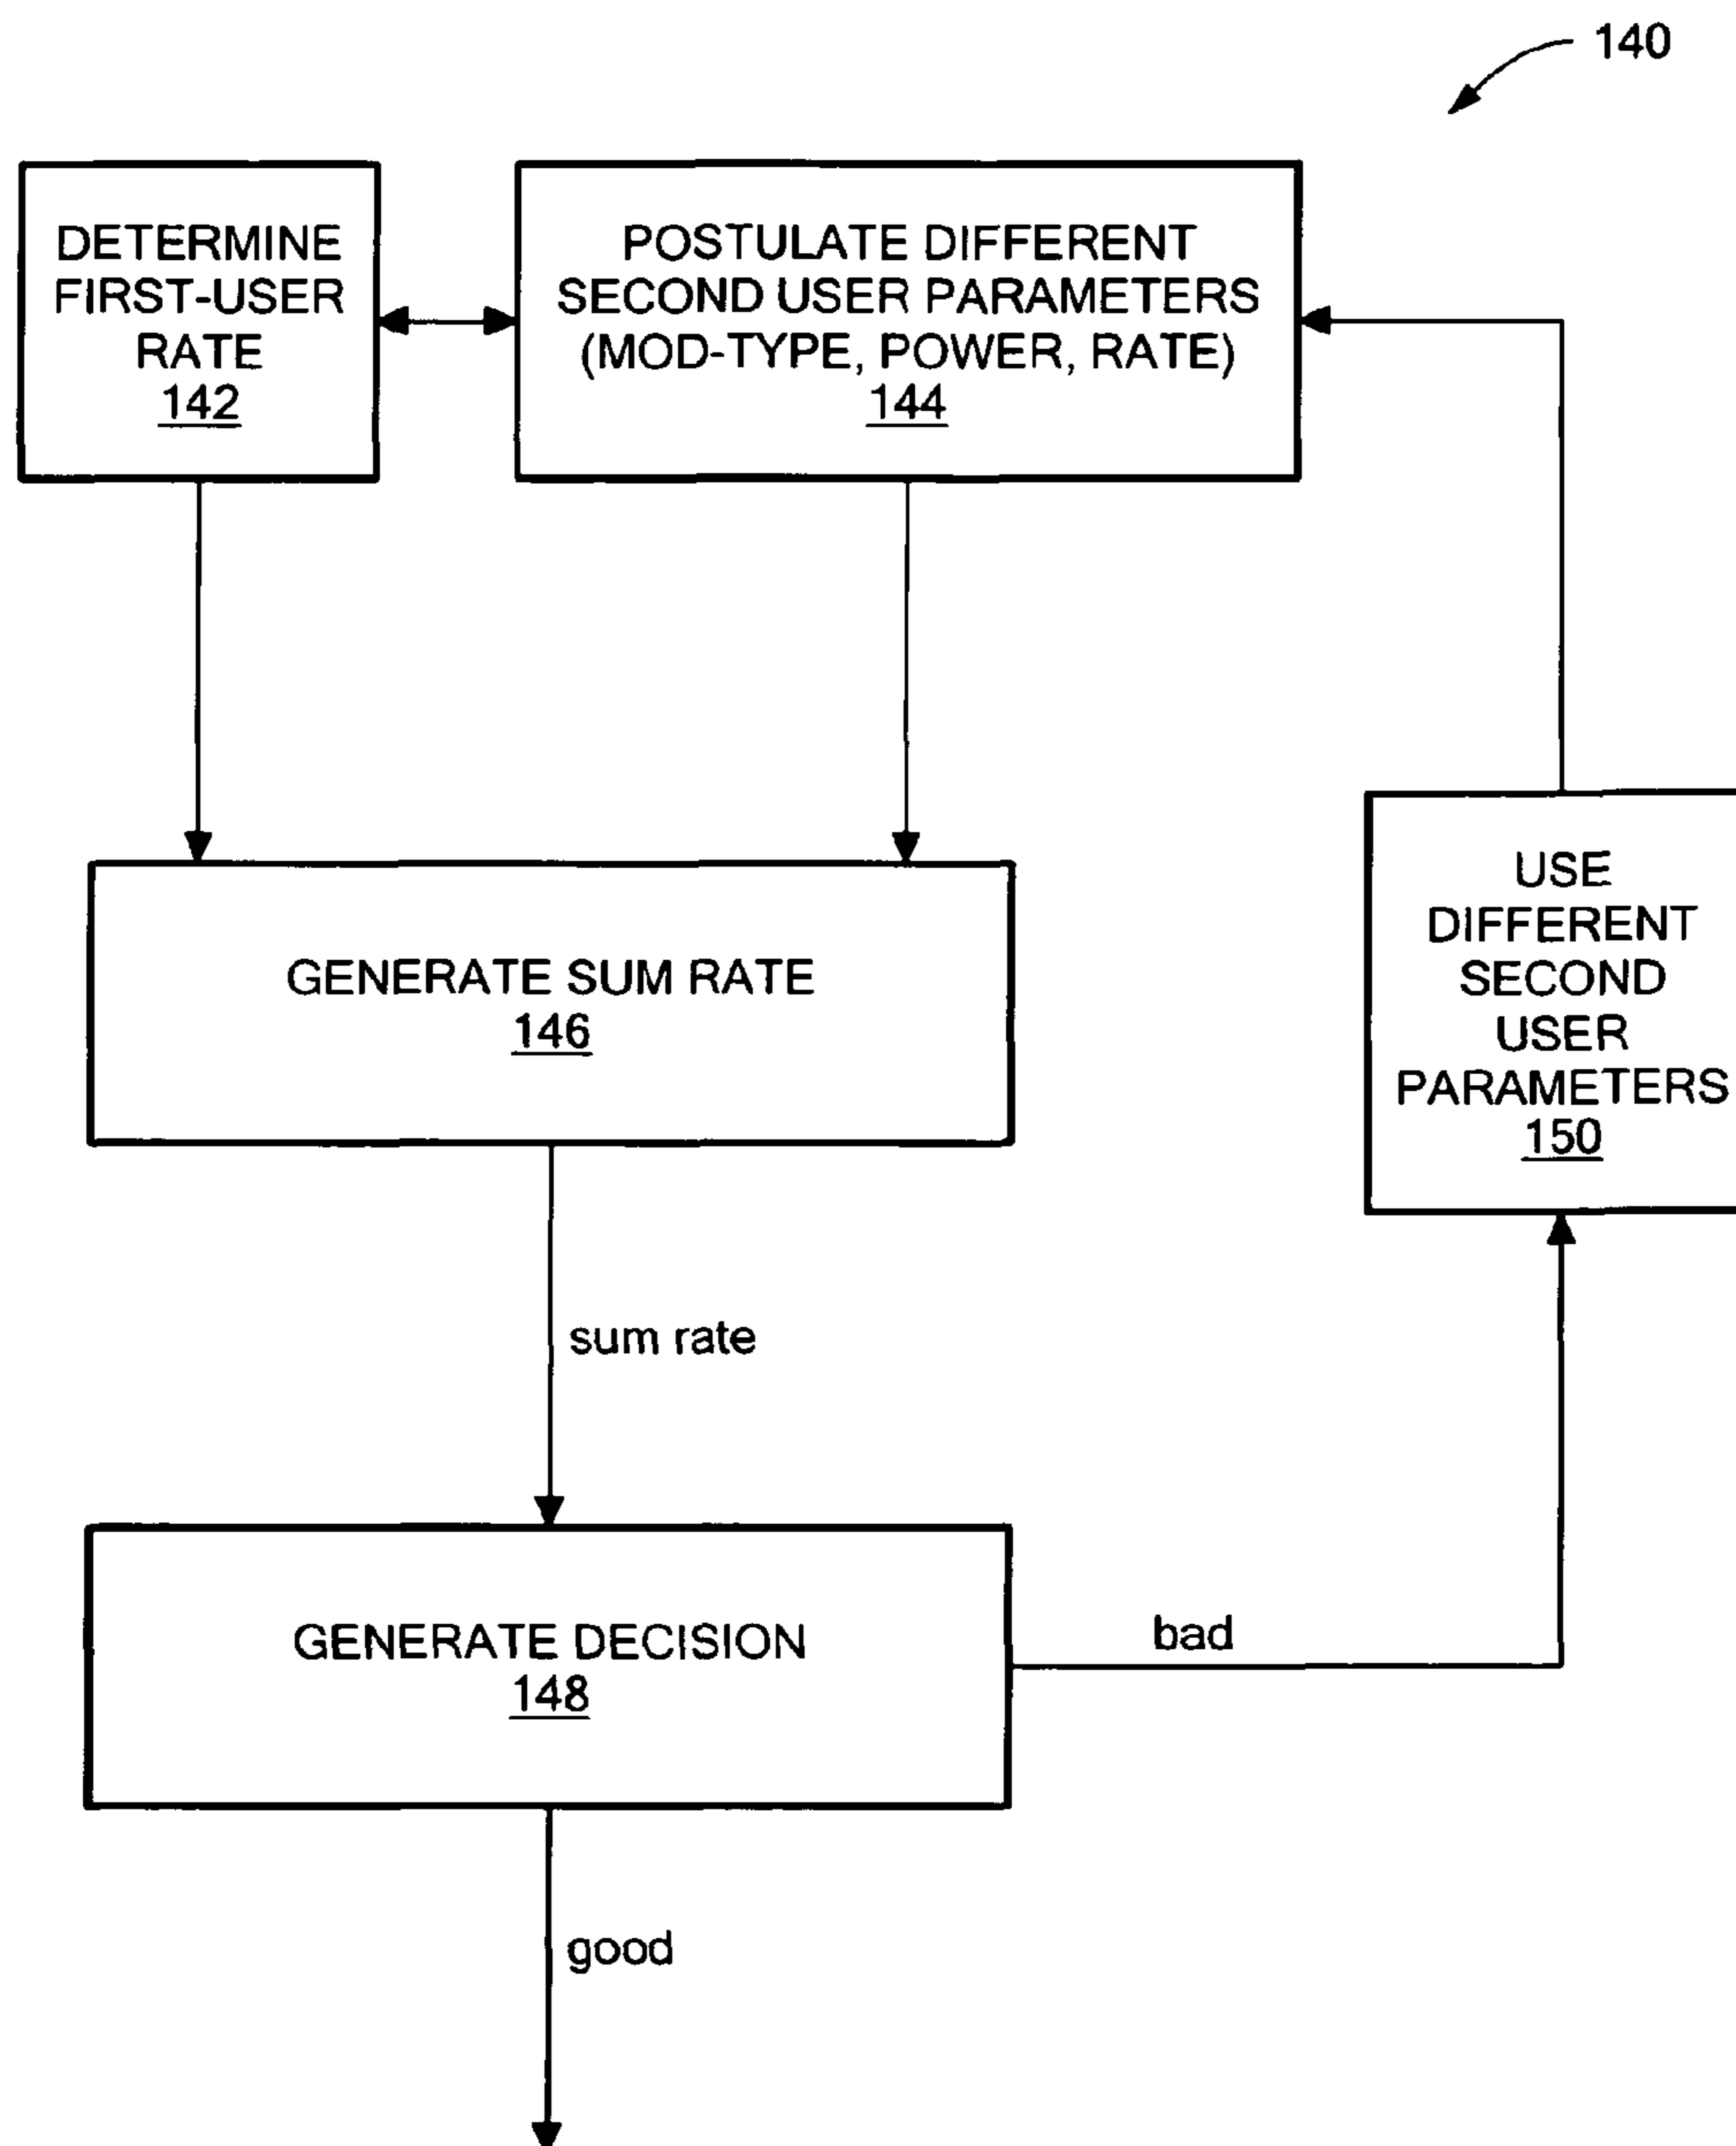 140
DETERMINE
FIRST-USER
RATE
142
POSTULATE DIFFERENT
SECOND USER PARAMETERS
(MOD-TYPE, POWER, RATE)
144
USE
DIFFERENT
SECOND
USER
PARAMETERS
150
GENERATE SUM RATE
146
sum rate
GENERATE DECISION
148
bad
good